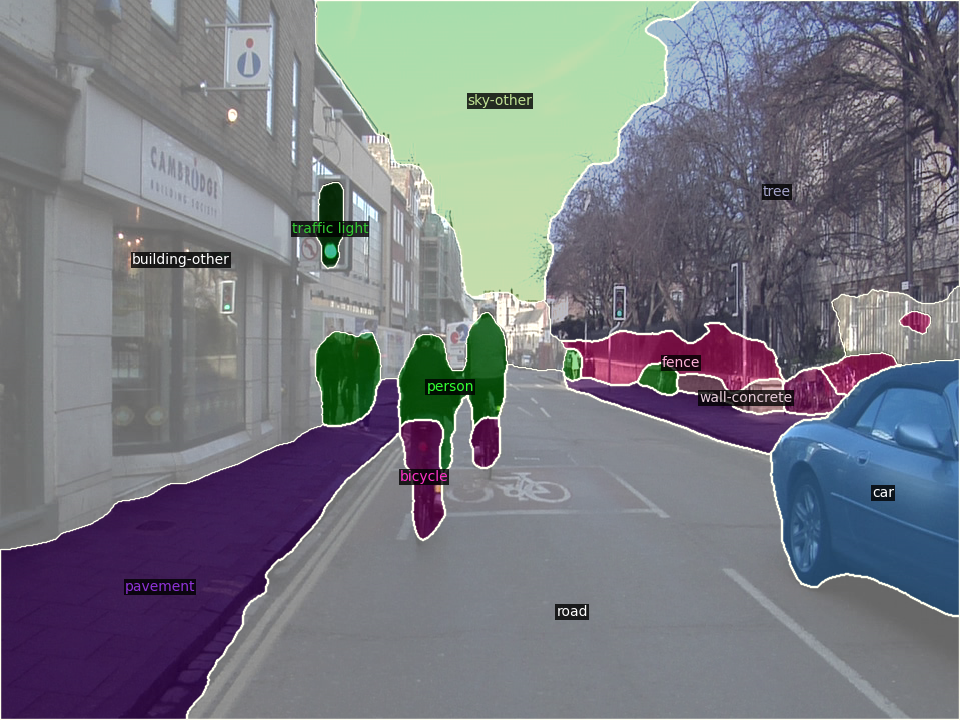 i
CAMBRIDGE
BUILDING SOCIETY
sky-other
tree
traffic light
building-other
fence
person
wall-concrete
bicycle
car
pavement
road